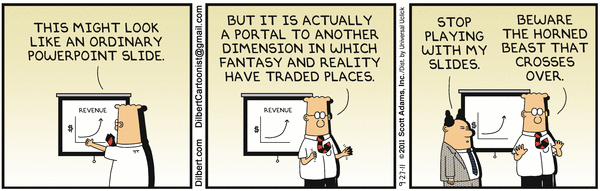 THIS MIGHT LOOK
LIKE AN ORDINARY
POWERPOINT SLIDE.
REVENUE
$
Dilbert.com DilbertCartoonist@gmail.com
BUT IT IS ACTUALLY
A PORTAL TO ANOTHER
DIMENSION IN WHICH
FANTASY AND REALITY
HAVE TRADED PLACES.
REVENUE
$
9-27-11 ©2011 Scott Adams, Inc. /Dist. by Universal Uclick
STOP
PLAYING
WITH MY
SLIDES.
BEWARE
THE HORNED
BEAST THAT
CROSSES
OVER.
$